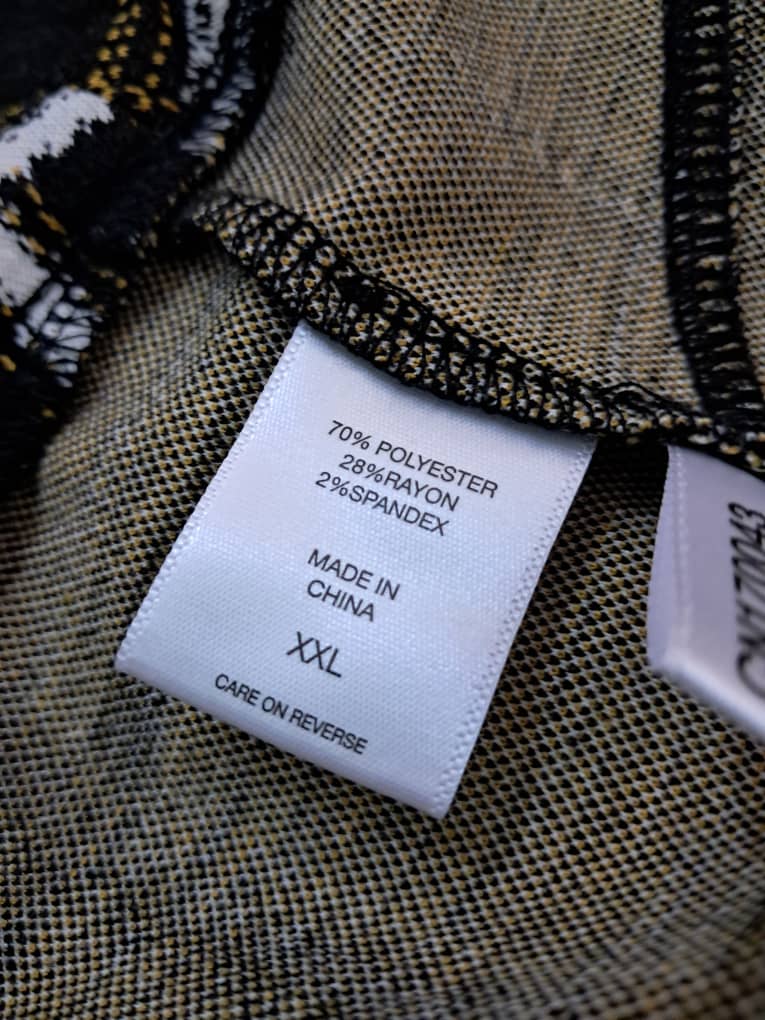 70% POLYESTER
28%RAYON
2%SPANDEX
MADE IN
CHINA
XXL
CARE ON REVERSE